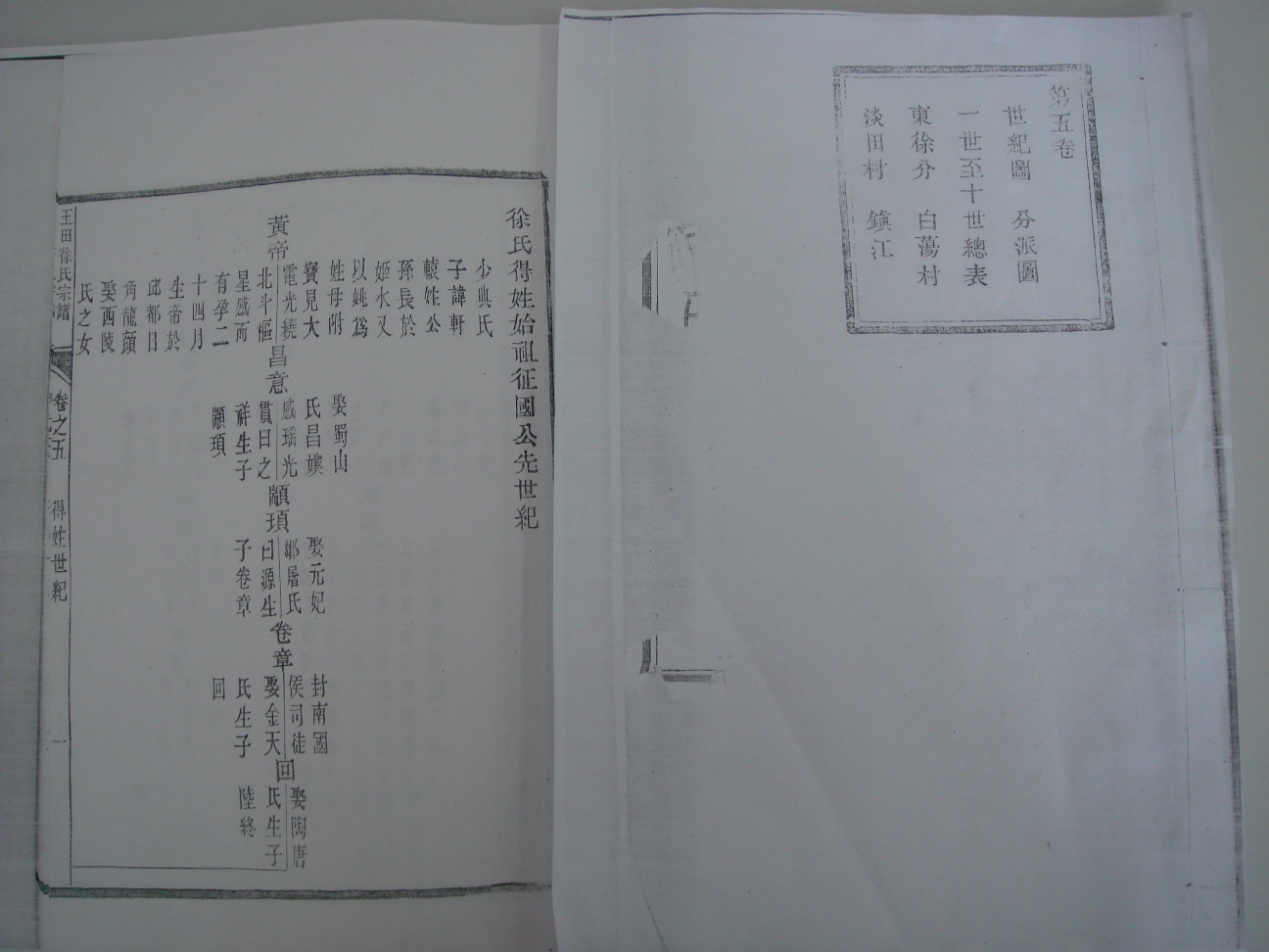 第五卷
世紀圖 分派圖
一世至十世總表
東徐分 白蕩村
淡田村 鎮江
徐氏得姓始祖征國公先世紀
黃帝
少典氏
子諱軒
轅姓公
孫長於
姬水又
以姚爲
姓母附
寶見大
電光繞
北斗樞
星感而
有孕二
十四月
生帝於
邱都日
角龍顔
娶西陵
氏之女
昌意
娶蜀山
氏昌嫫
感瑶光
貫日之
祥生子
顓頊
顓頊
娶元妃
鄒屠氏
曰源生
子卷章
卷章
封南國
侯司徒
娶金天
氏生子
回
回
娶陶唐
氏生子
陸終
王田徐氏宗譜
卷之五
得姓世紀
一